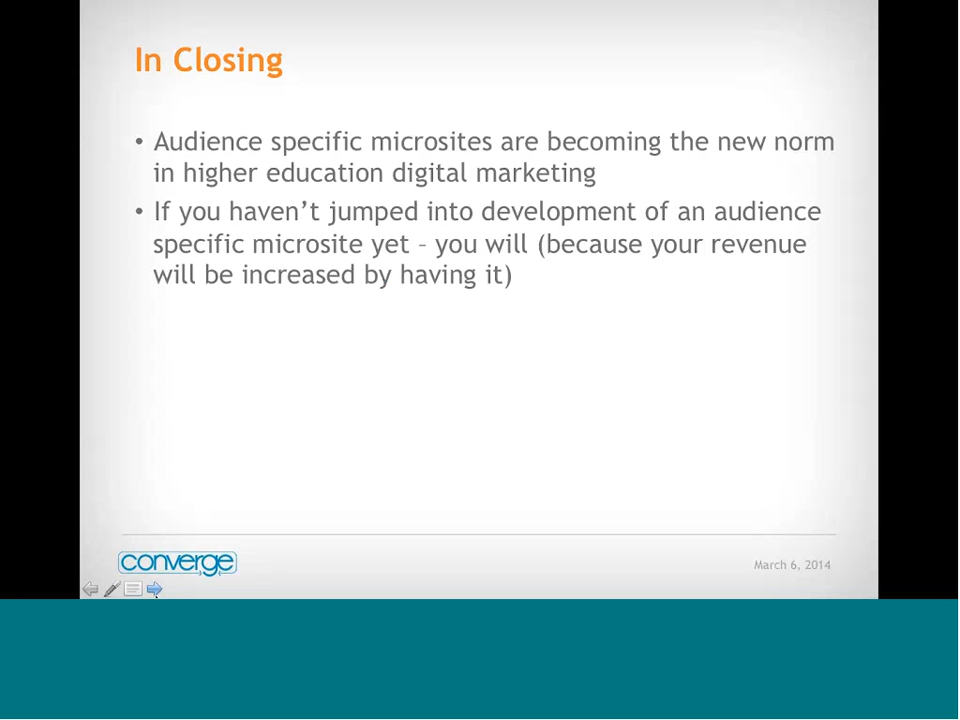 In Closing
• Audience specific microsites are becoming the new norm
in higher education digital marketing
• If you haven’t jumped into development of an audience
specific microsite yet – you will (because your revenue
will be increased by having it)
converge
March 6, 2014